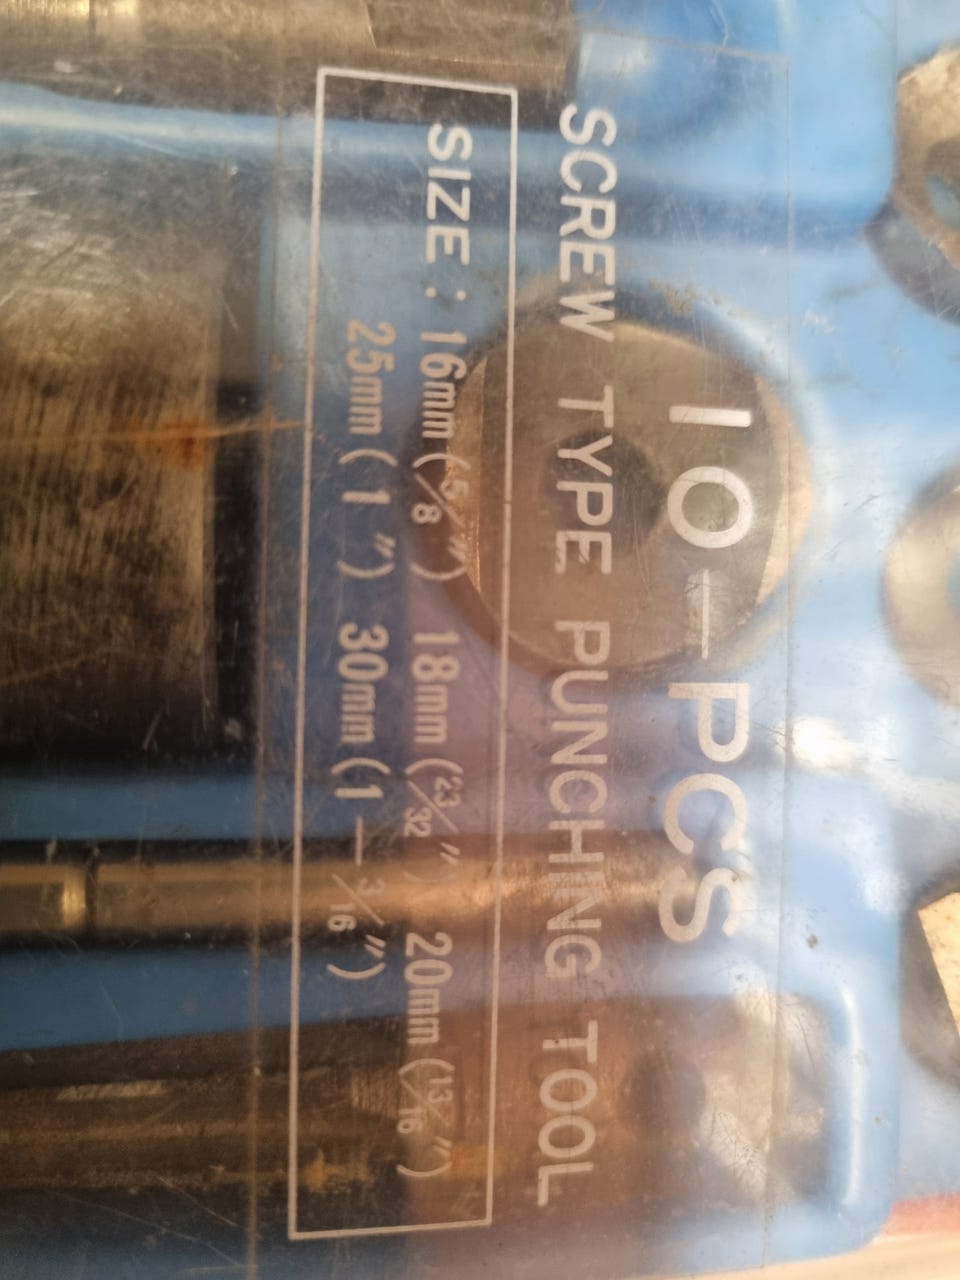 10-PCS
SCREW TYPE PUNCHING TOOL
SIZE: 16mm (5/8") 18mm (23/32") 20mm (13/16")
25mm (1") 30mm (1-3/16")